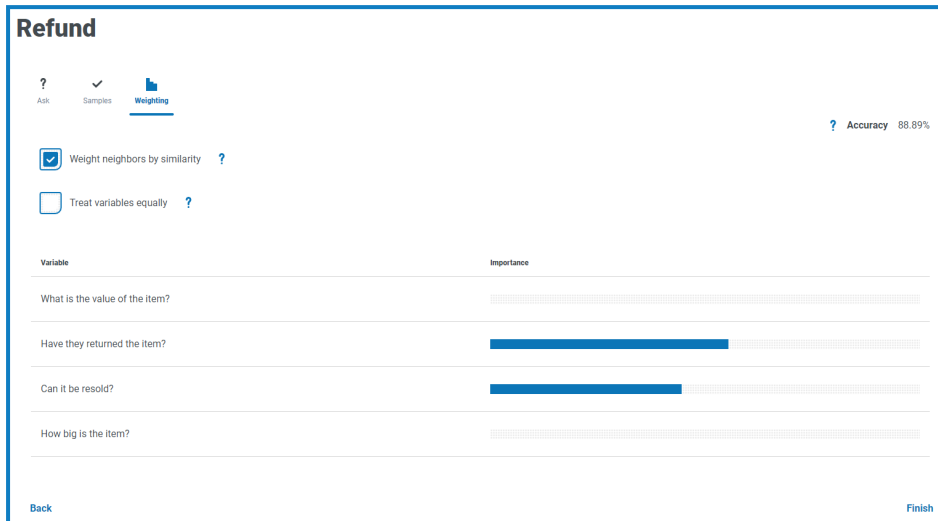 Refund
? Ask
Samples
Weighting
? Accuracy 88.89%
Weight neighbors by similarity ?
Treat variables equally ?
Variable Importance
What is the value of the item?
Have they returned the item?
Can it be resold?
How big is the item?
Back Finish